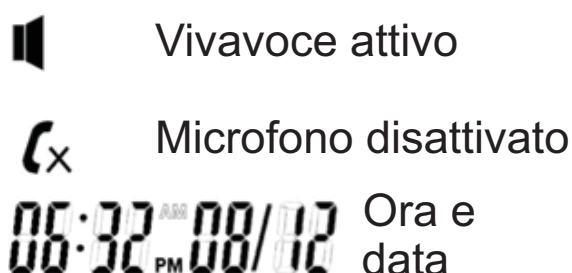 Vivavoce attivo
Microfono disattivato
06:32 AM PM 08/12 Ora e
data